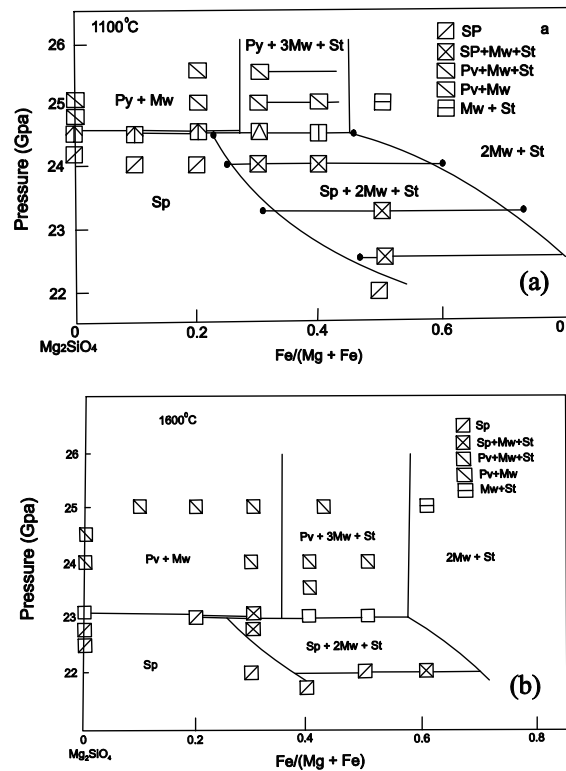 1100°C
Py + 3Mw + St
a
SP
SP+Mw+St
Pv+Mw+St
Pv+Mw
Mw + St
Py + Mw
2Mw + St
Sp + 2Mw + St
Sp
(a)
Pressure (Gpa)
26
25
24
23
22
0
0.2
0.4
0.6
0.8
0
Mg₂SiO₄
Fe/(Mg + Fe)
1600°C
Sp
Sp+Mw+St
Pv+Mw+St
Pv+Mw
Mw+St
Pv + Mw
Pv + 3Mw + St
2Mw + St
Sp + 2Mw + St
Sp
(b)
Pressure (Gpa)
26
25
24
23
22
0
0.2
0.4
0.6
0.8
Mg₂SiO₄
Fe/(Mg + Fe)